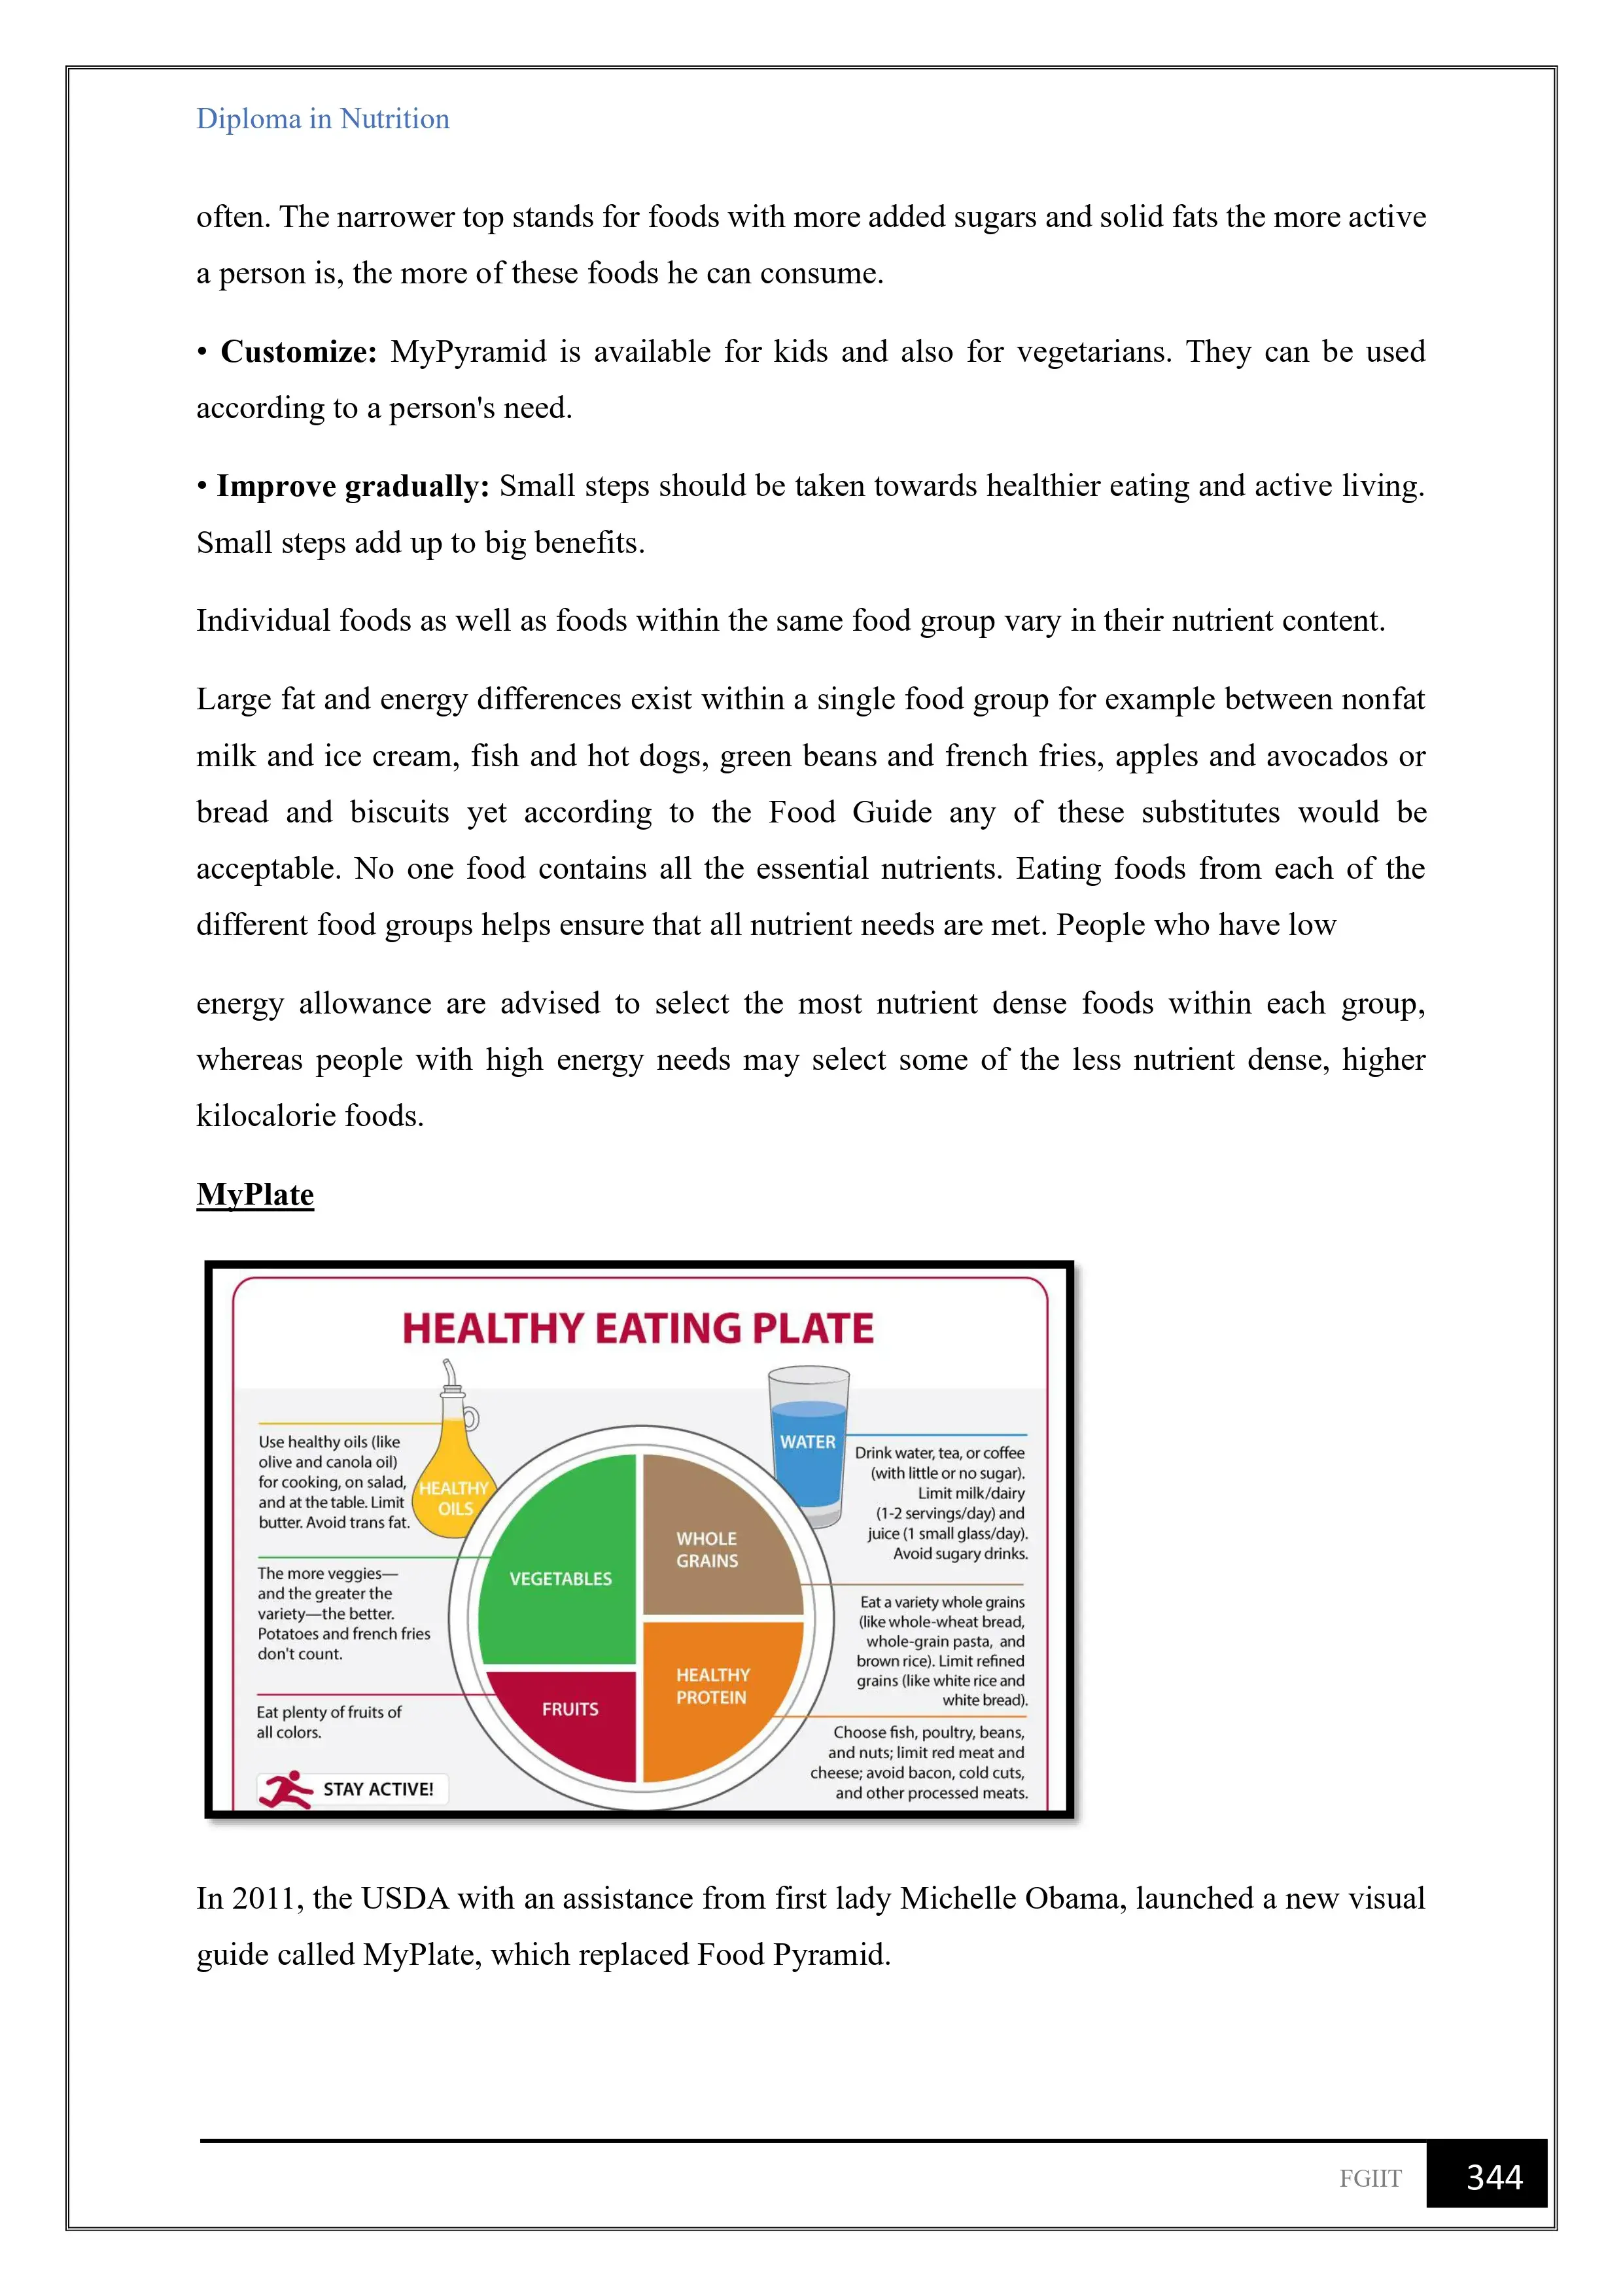 Diploma in Nutrition
often. The narrower top stands for foods with more added sugars and solid fats the more active
a person is, the more of these foods he can consume.
• Customize: MyPyramid is available for kids and also for vegetarians. They can be used
according to a person's need.
• Improve gradually: Small steps should be taken towards healthier eating and active living.
Small steps add up to big benefits.
Individual foods as well as foods within the same food group vary in their nutrient content.
Large fat and energy differences exist within a single food group for example between nonfat
milk and ice cream, fish and hot dogs, green beans and french fries, apples and avocados or
bread and biscuits yet according to the Food Guide any of these substitutes would be
acceptable. No one food contains all the essential nutrients. Eating foods from each of the
different food groups helps ensure that all nutrient needs are met. People who have low
energy allowance are advised to select the most nutrient dense foods within each group,
whereas people with high energy needs may select some of the less nutrient dense, higher
kilocalorie foods.
MyPlate
HEALTHY EATING PLATE
Use healthy oils (like
olive and canola oil)
for cooking, on salad,
and at the table. Limit
butter. Avoid trans fat.
HEALTHY
OILS
The more veggies—
and the greater the
variety—the better.
Potatoes and french fries
don't count.
Eat plenty of fruits of
all colors.
STAY ACTIVE!
VEGETABLES
FRUITS
WHOLE
GRAINS
HEALTHY
PROTEIN
WATER
Drink water, tea, or coffee
(with little or no sugar).
Limit milk/dairy
(1-2 servings/day) and
juice (1 small glass/day).
Avoid sugary drinks.
Eat a variety whole grains
(like whole-wheat bread,
whole-grain pasta, and
brown rice). Limit refined
grains (like white rice and
white bread).
Choose fish, poultry, beans,
and nuts; limit red meat and
cheese; avoid bacon, cold cuts,
and other processed meats.
In 2011, the USDA with an assistance from first lady Michelle Obama, launched a new visual
guide called MyPlate, which replaced Food Pyramid.
FGIIT
344